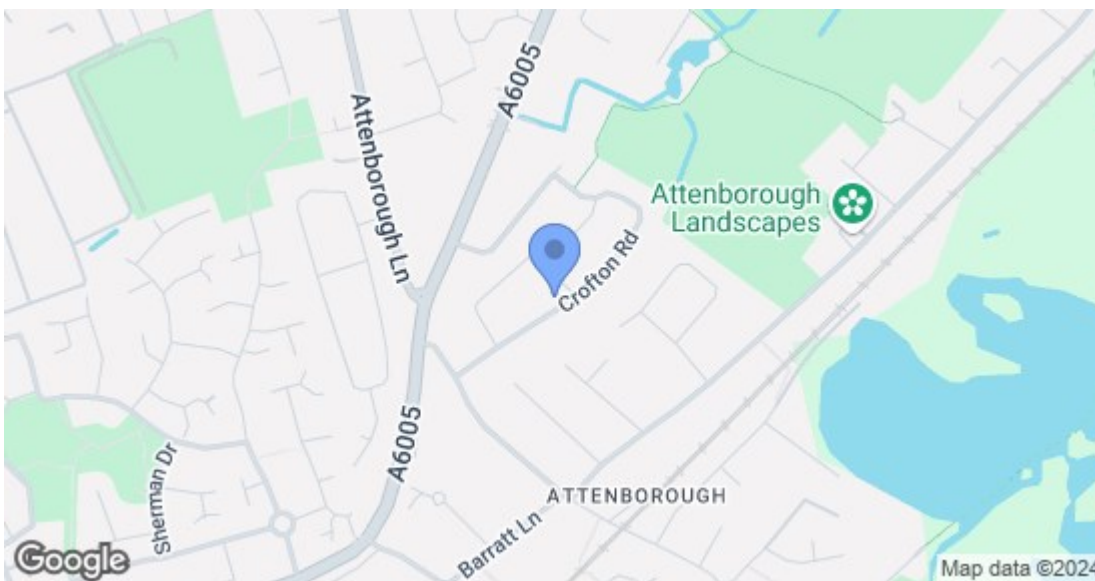 A6005
Attenborough Ln
Attenborough
Landscapes
Crofton Rd
A6005
Sherman Dr
ATTENBOROUGH
Barratt Ln
Google
Map data ©2024